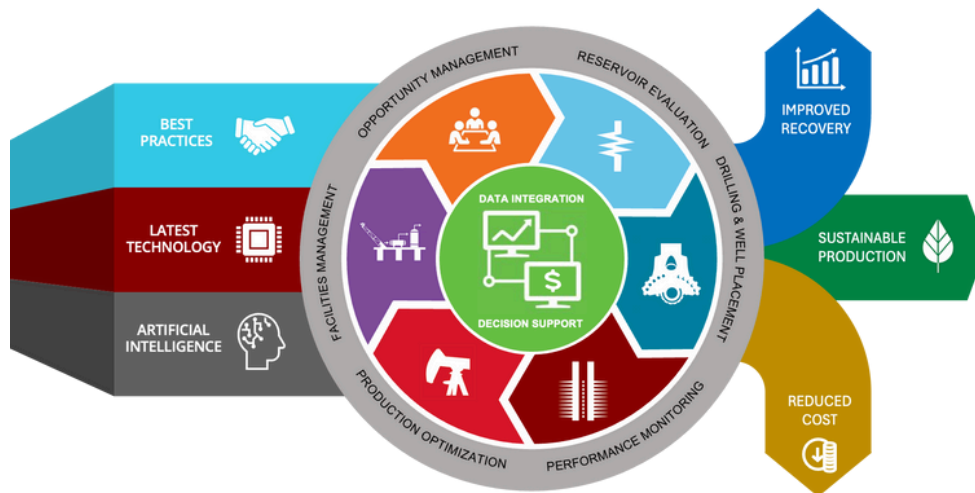 BEST
PRACTICES
LATEST
TECHNOLOGY
ARTIFICIAL
INTELLIGENCE
OPPORTUNITY MANAGEMENT
RESERVOIR EVALUATION
DRILLING & WELL PLACEMENT
PERFORMANCE MONITORING
PRODUCTION OPTIMIZATION
FACILITIES MANAGEMENT
DATA INTEGRATION
$
DECISION SUPPORT
IMPROVED
RECOVERY
SUSTAINABLE
PRODUCTION
REDUCED
COST